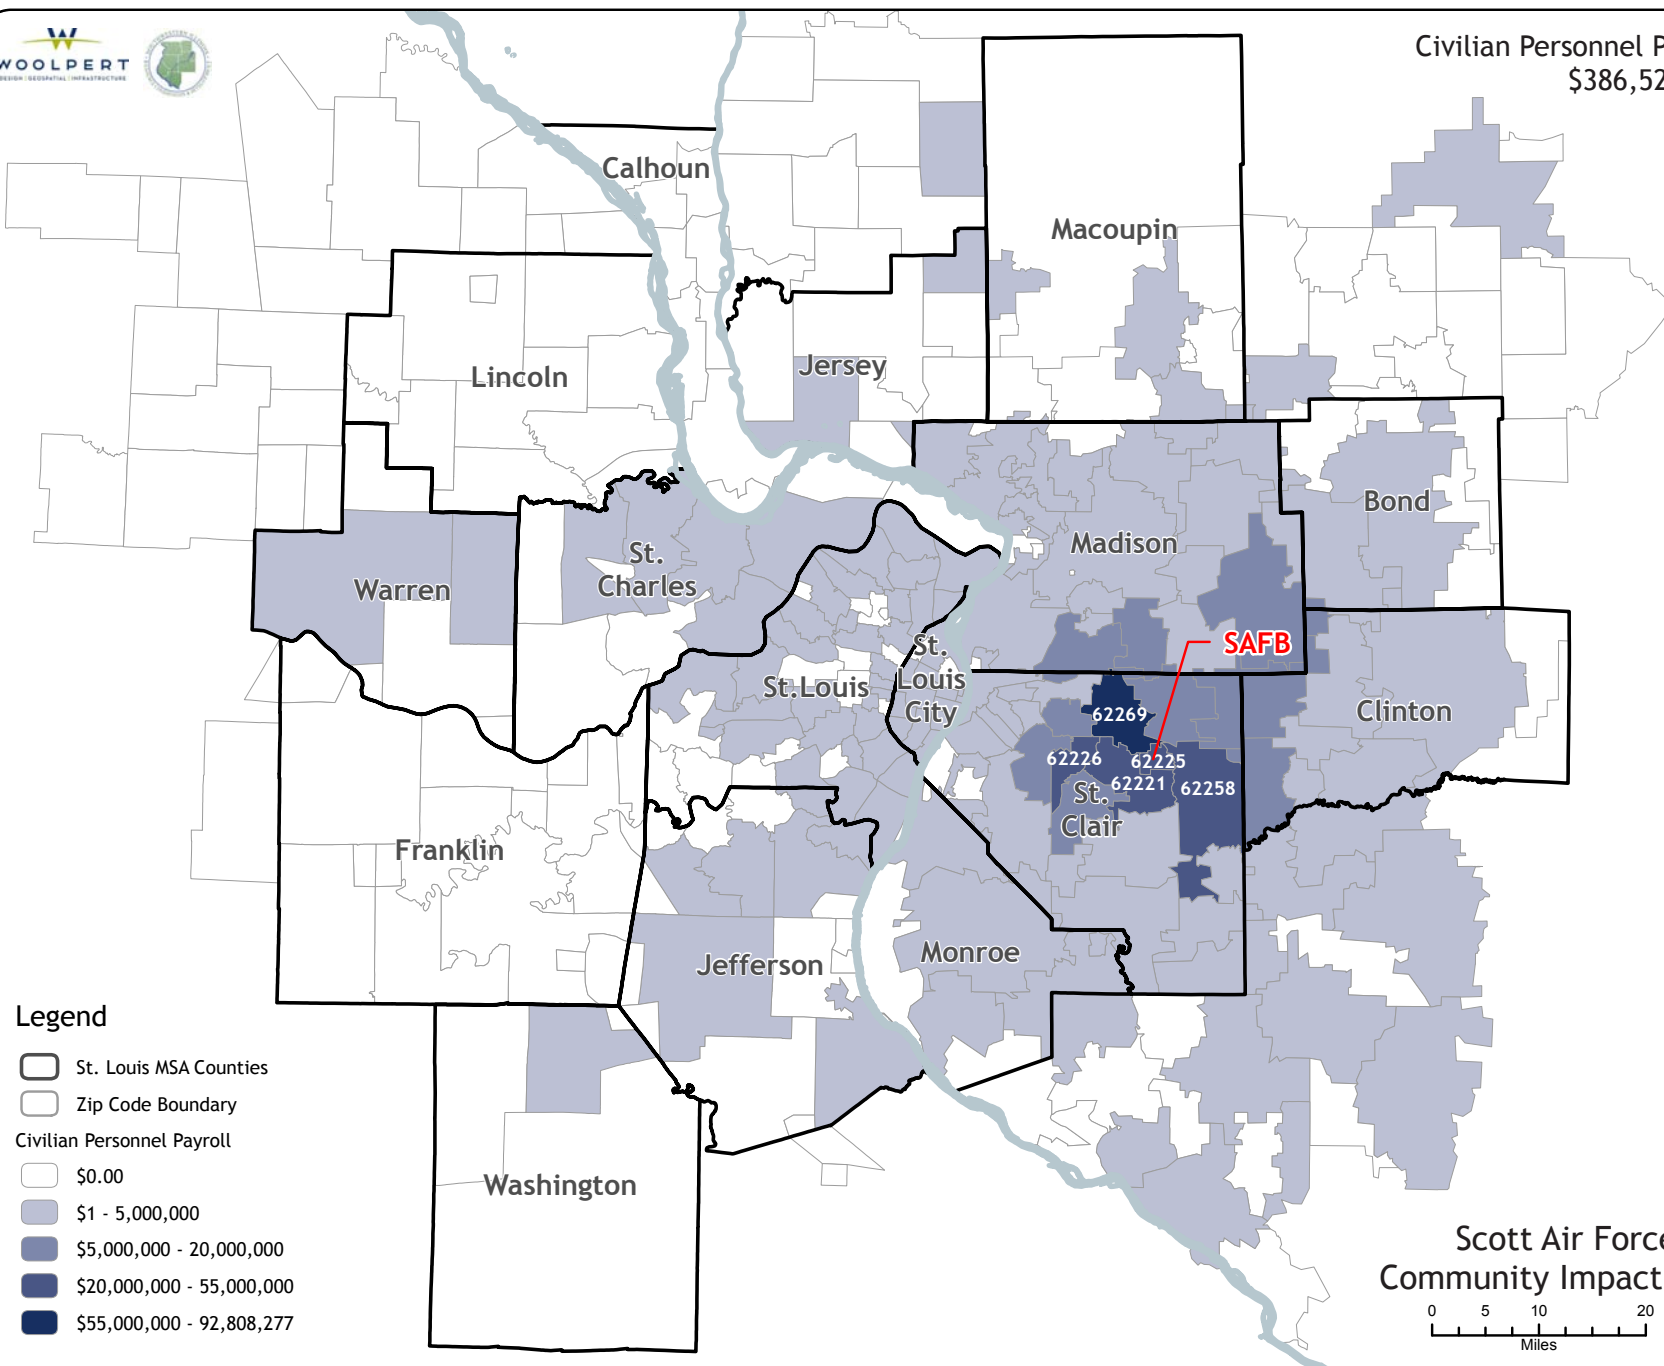 WOOLPERT
DESIGN | GEOSPATIAL | INFRASTRUCTURE
Civilian Personnel P
$386,52
Calhoun
Macoupin
Lincoln
Jersey
Bond
Madison
St.
Charles
Warren
SAFB
St.
Louis
City
St.Louis
Clinton
62269
62226
62225
62221
62258
St.
Clair
Franklin
Monroe
Jefferson
Washington
Legend
St. Louis MSA Counties
Zip Code Boundary
Civilian Personnel Payroll
$0.00
$1 - 5,000,000
$5,000,000 - 20,000,000
$20,000,000 - 55,000,000
$55,000,000 - 92,808,277
Scott Air Force
Community Impact
0 5 10 20
Miles